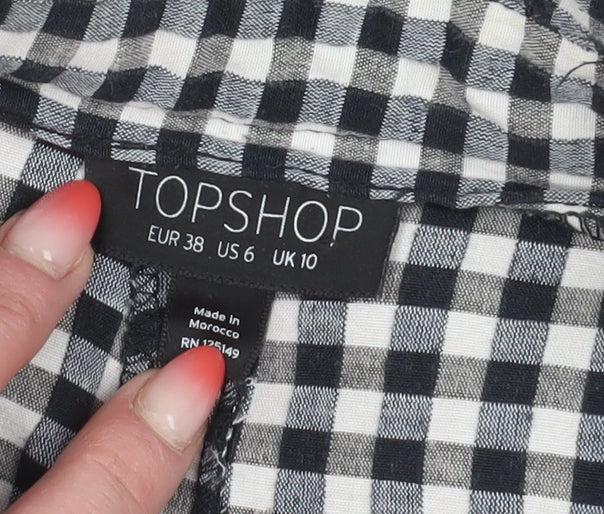 TOPSHOP
EUR 38 US 6 UK 10
Made in
Morocco
RN 125149